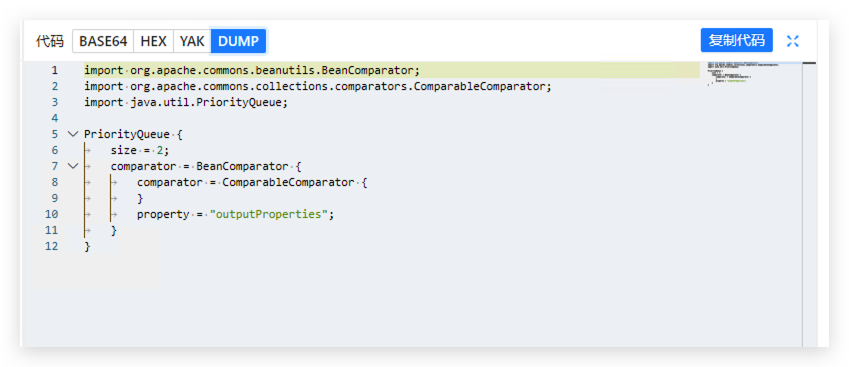 代码 BASE64 HEX YAK DUMP 复制代码
1 import org.apache.commons.beanutils.BeanComparator;
2 import org.apache.commons.collections.comparators.ComparableComparator;
3 import java.util.PriorityQueue;
4
5 PriorityQueue {
6 size = 2;
7 comparator = BeanComparator {
8 comparator = ComparableComparator {
9 }
10 property = "outputProperties";
11 }
12 }